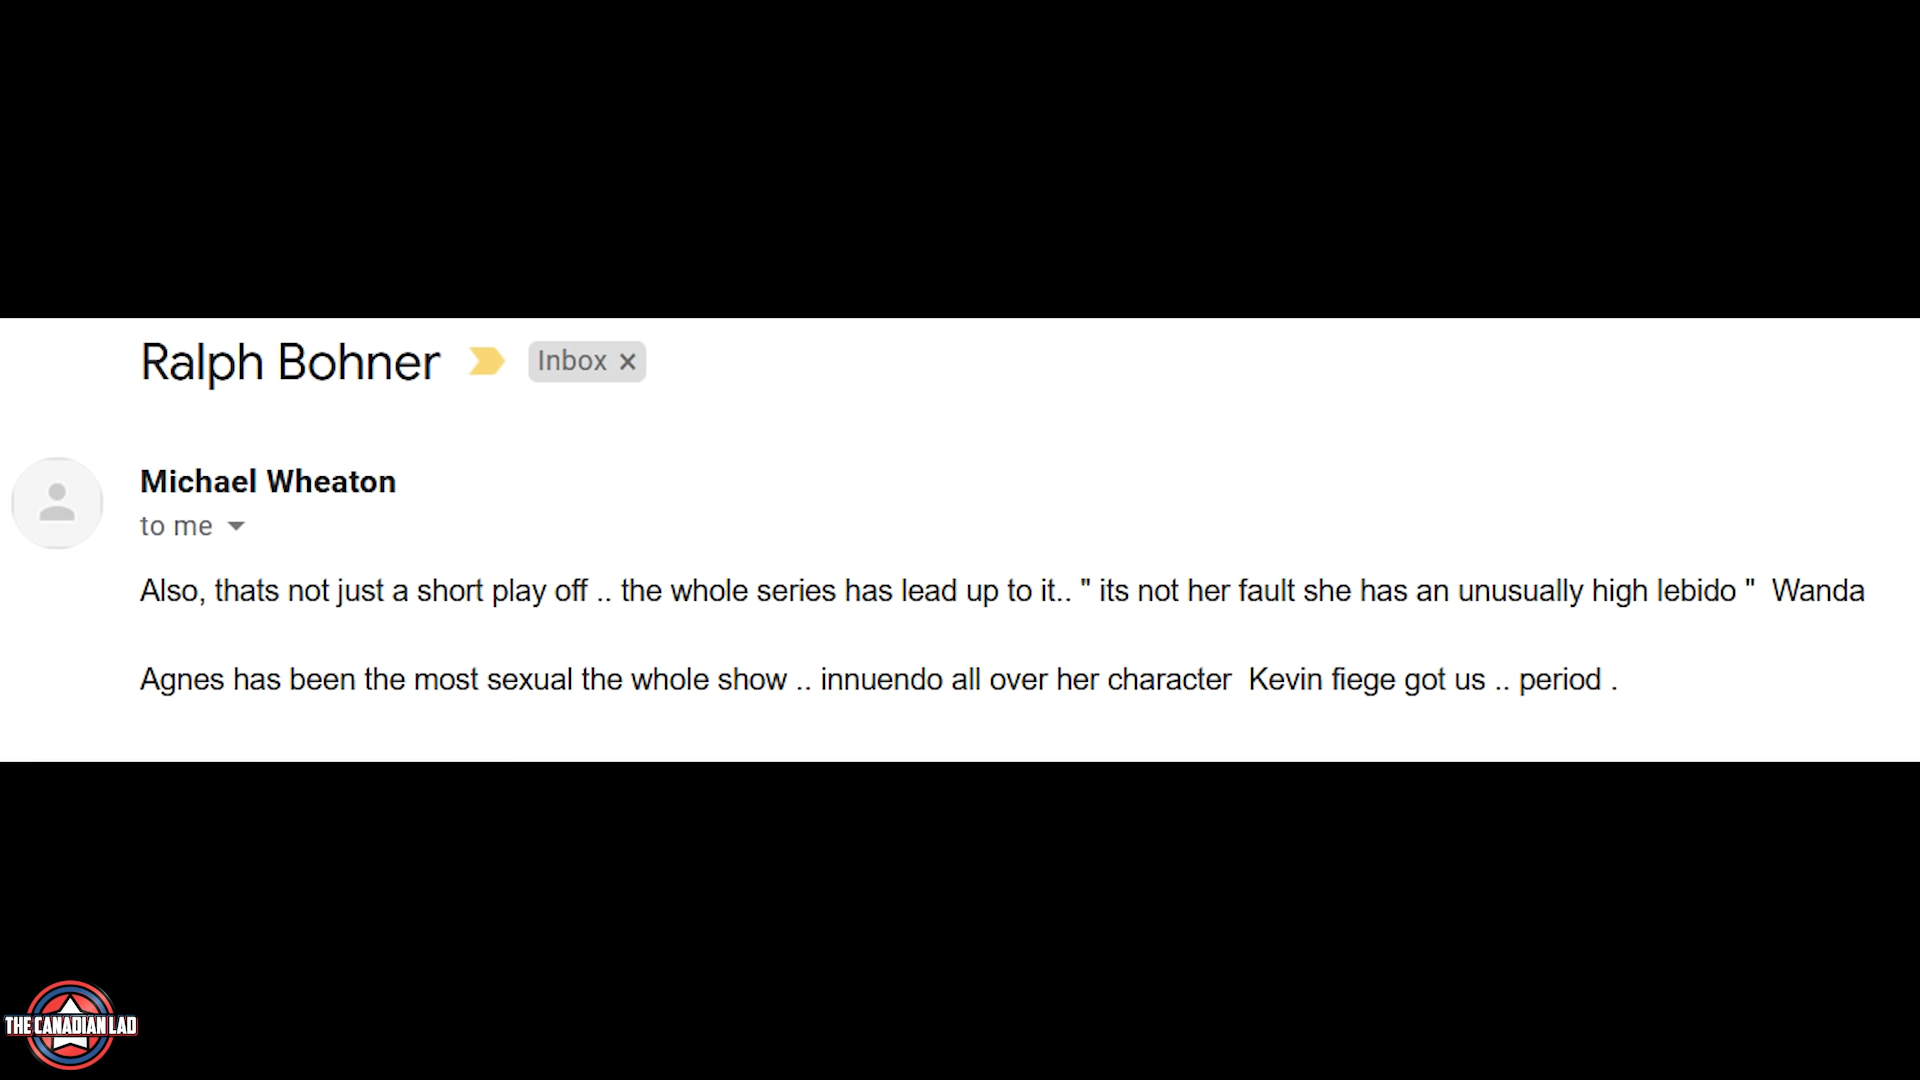 Ralph Bohner Inbox ×
Michael Wheaton
to me
Also, thats not just a short play off .. the whole series has lead up to it.. " its not her fault she has an unusually high lebido "  Wanda
Agnes has been the most sexual the whole show .. innuendo all over her character  Kevin fiege got us .. period .
THE CANADIAN LAD